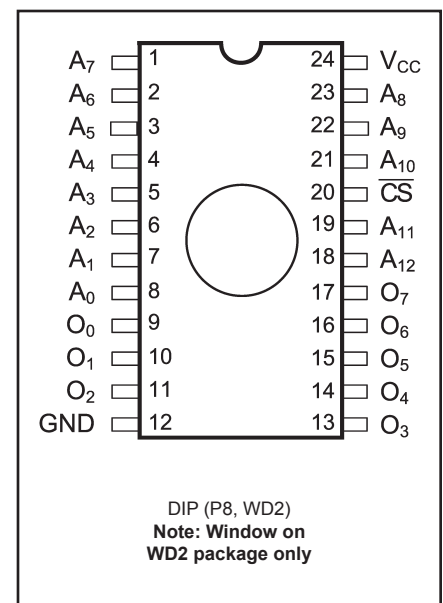 A₇ 1 24 V_CC
A₆ 2 23 A₈
A₅ 3 22 A₉
A₄ 4 21 A₁₀
A₃ 5 20 C̅S̅
A₂ 6 19 A₁₁
A₁ 7 18 A₁₂
A₀ 8 17 O₇
O₀ 9 16 O₆
O₁ 10 15 O₅
O₂ 11 14 O₄
GND 12 13 O₃
DIP (P8, WD2)
Note: Window on
WD2 package only